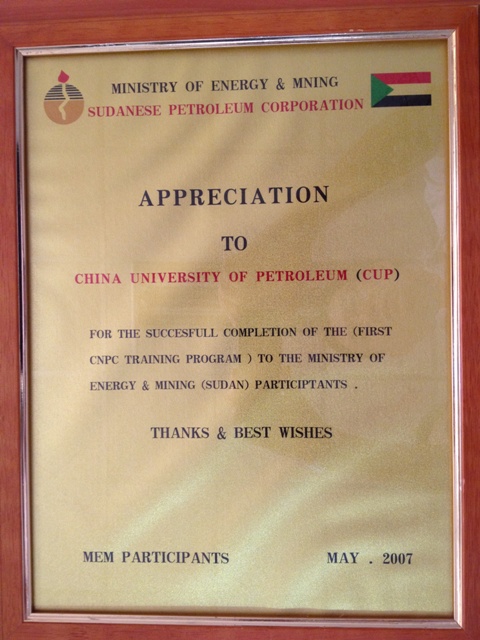 MINISTRY OF ENERGY & MNING
SUDANESE PETROLEUM CORPORATION
APPRECIATION
TO
CHINA UNIVERSITY OF PETROLEUM (CUP)
FOR THE SUCCESFULL COMPLETION OF THE (FIRST
CNPC TRAINING PROGRAM ) TO THE MINISTRY OF
ENERGY & MINING (SUDAN) PARTICIPTANTS .
THANKS & BEST WISHES
MEM PARTICIPANTS MAY . 2007